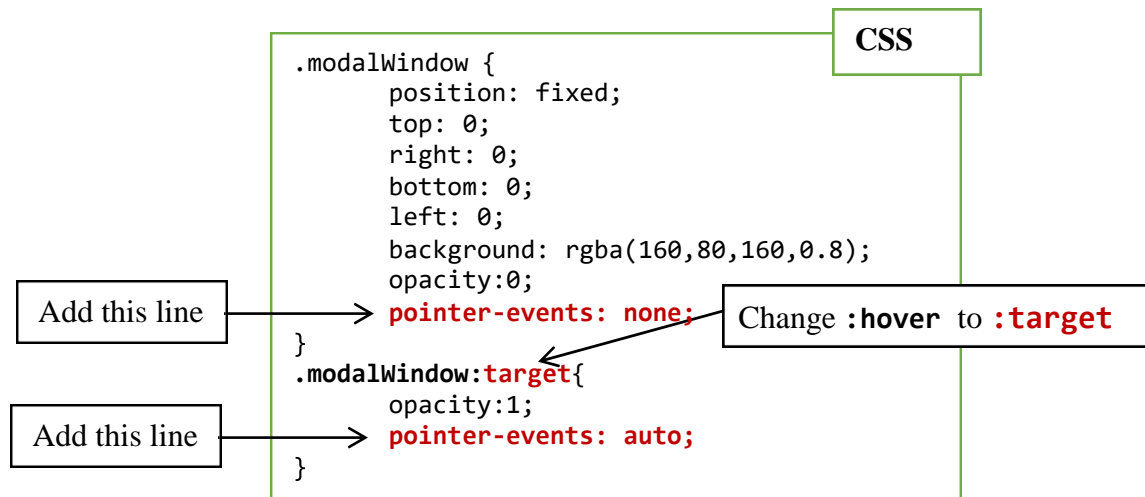 CSS
.modalWindow {
position: fixed;
top: 0;
right: 0;
bottom: 0;
left: 0;
background: rgba(160,80,160,0.8);
opacity:0;
Add this line
pointer-events: none;
Change :hover to :target
}
.modalWindow:target{
opacity:1;
Add this line
pointer-events: auto;
}